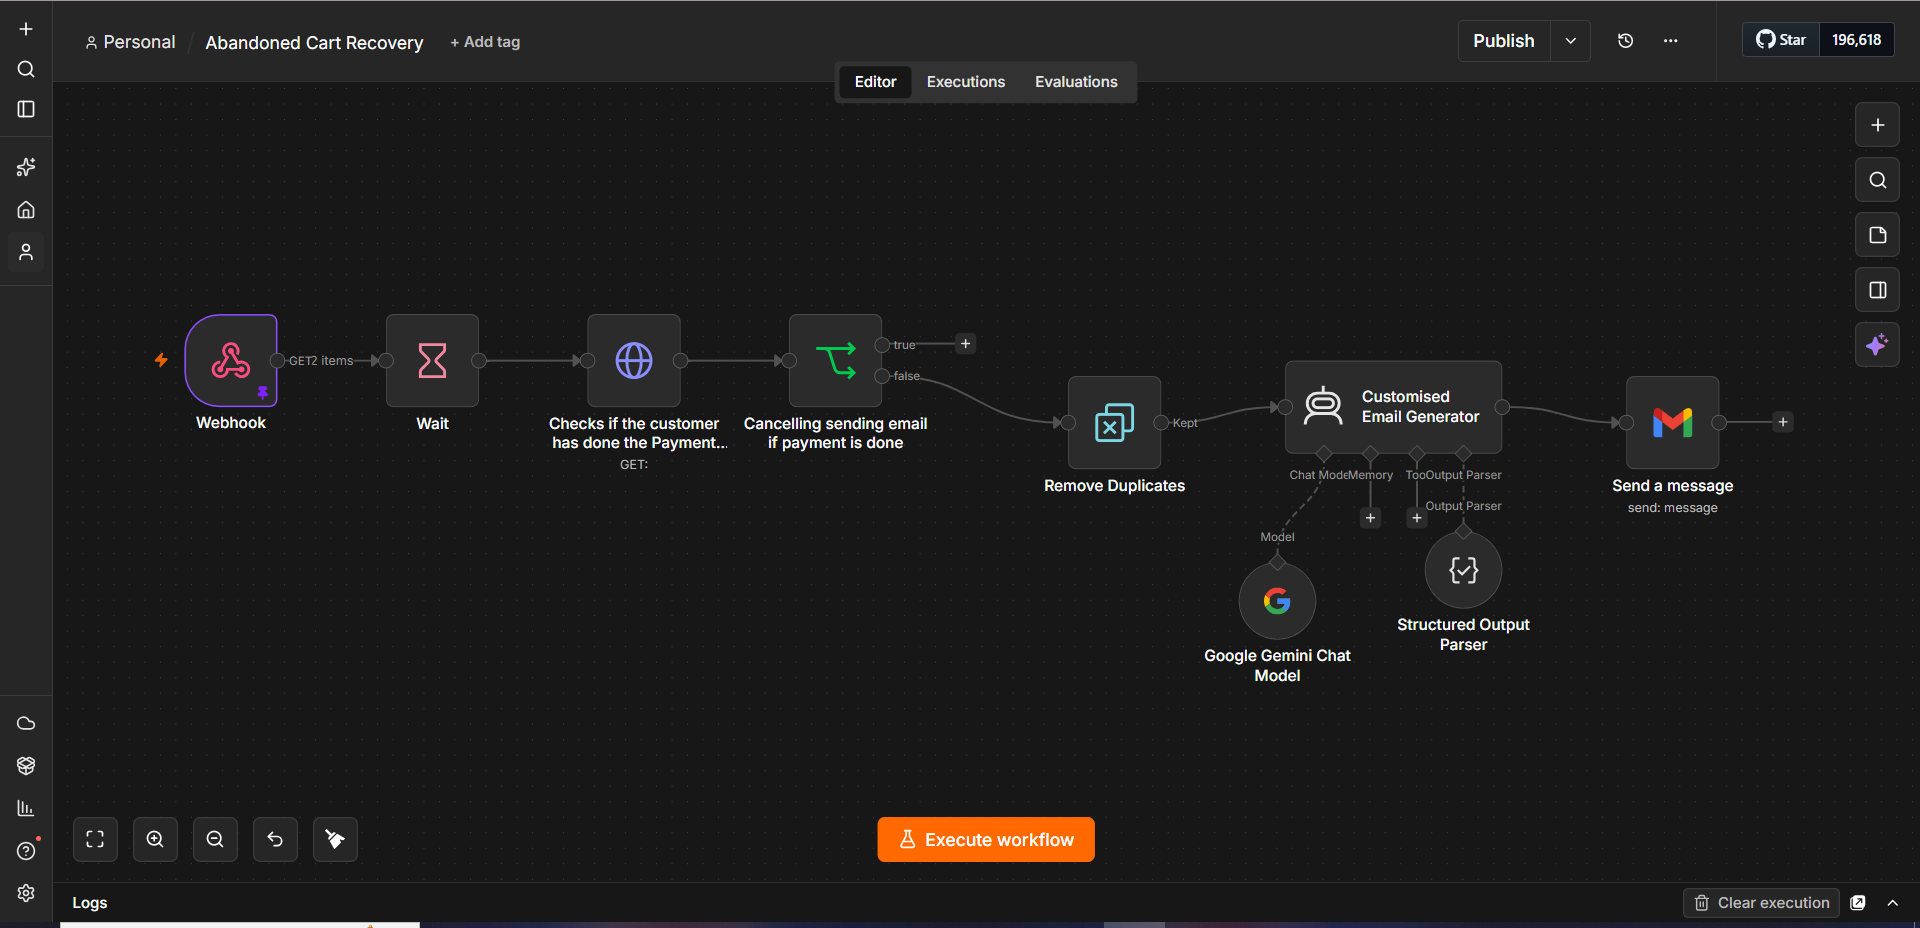 Personal / Abandoned Cart Recovery + Add tag
Publish
Star 196,618
Editor Executions Evaluations
GET2 items
true
false
Kept
Webhook
Wait
Checks if the customer
has done the Payment...
GET:
Cancelling sending email
if payment is done
Remove Duplicates
Customised
Email Generator
Chat Mode Memory Too Output Parser
Output Parser
Model
Send a message
send: message
Google Gemini Chat
Model
Structured Output
Parser
Execute workflow
Logs
Clear execution